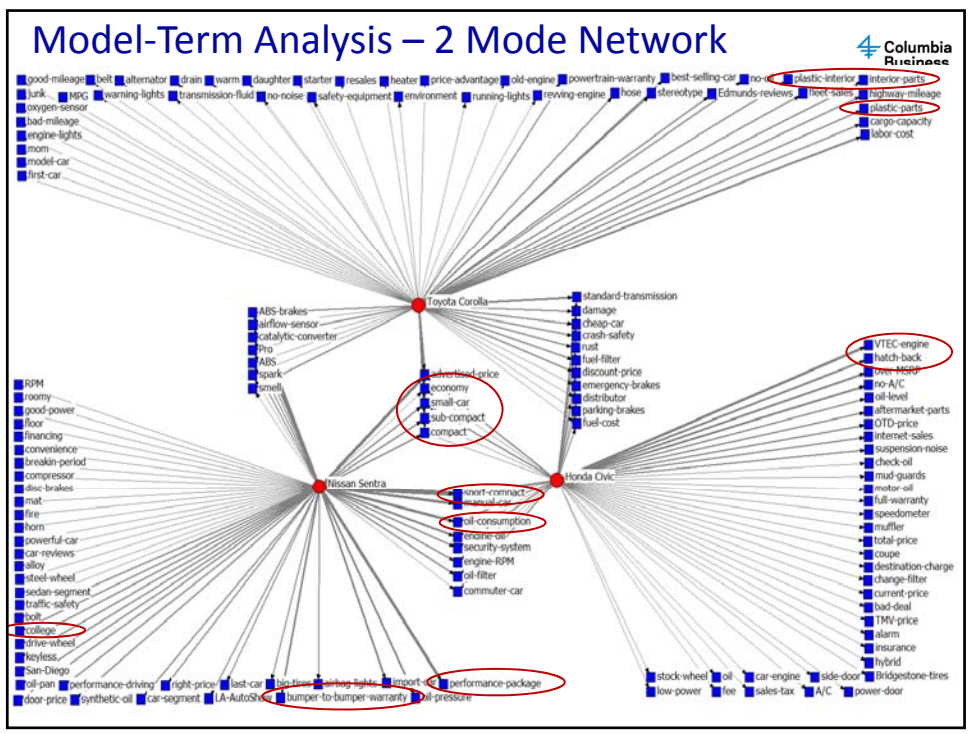 Model-Term Analysis – 2 Mode Network
Columbia
Business
good-mileage belt alternator drain warm daughter starter resales heater price-advantage old-engine powertrain-warranty best-selling-car no-oil plastic-interior interior-parts
junk MPG warning-lights transmission-fluid no-noise safety-equipment environment running-lights revving-engine hose stereotype Edmunds-reviews fleet-sales highway-mileage
oxygen-sensor plastic-parts
bad-mileage cargo-capacity
engine-lights labor-cost
mom
model-car
first-car
Toyota Corolla
ABS-brakes
airflow-sensor
catalytic-converter
Pro
ABS
spark
smell
standard-transmission
damage
cheap-car
crash-safety
rust
fuel-filter
discount-price
emergency-brakes
distributor
parking-brakes
fuel-cost
advertised-price
economy
small-car
sub-compact
compact
VTEC-engine
hatch-back
over-MSRP
no-A/C
oil-level
aftermarket-parts
OTD-price
internet-sales
suspension-noise
check-oil
mud-guards
motor-oil
full-warranty
speedometer
muffler
total-price
coupe
destination-charge
change-filter
current-price
bad-deal
TMV-price
alarm
insurance
hybrid
Bridgestone-tires
RPM
roomy
good-power
floor
financing
convenience
breakin-period
compressor
disc-brakes
mat
fire
horn
powerful-car
car-reviews
alloy
steel-wheel
sedan-segment
traffic-safety
bolt
college
drive-wheel
keyless
San-Diego
Nissan Sentra
Honda Civic
sport-compact
manual-car
oil-consumption
engine-oil
security-system
engine-RPM
oil-filter
commuter-car
oil-pan performance-driving right-price last-car big-tires airbag-lights import-car performance-package
door-price synthetic-oil car-segment LA-AutoShow bumper-to-bumper-warranty oil-pressure
stock-wheel oil car-engine side-door
low-power fee sales-tax A/C power-door